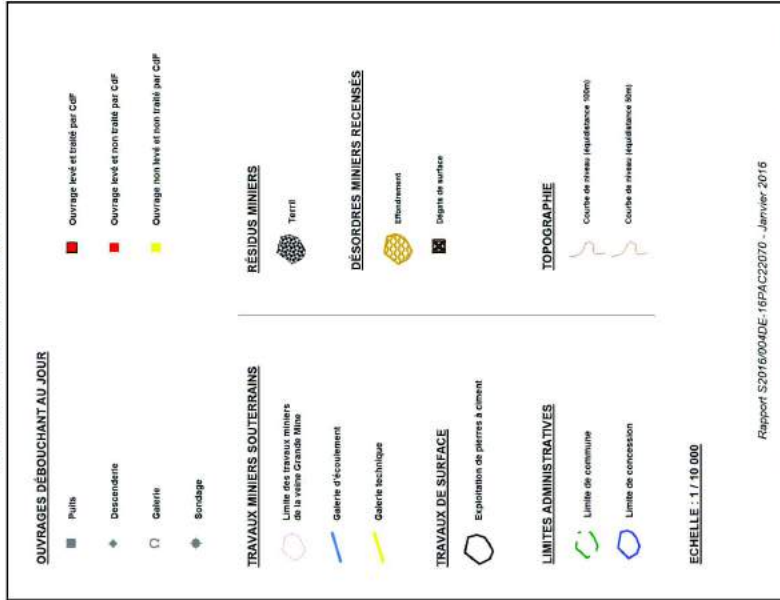 OUVRAGES DÉBOUCHANT AU JOUR
Puits
Descenderie
Galerie
Sondage
Ouvrage levé et traité par CdF
Ouvrage levé et non traité par CdF
Ouvrage non levé et non traité par CdF
TRAVAUX MINIERS SOUTERRAINS
Limite des travaux miniers
de la veine Grande Mine
Galerie d'écoulement
Galerie technique
TRAVAUX DE SURFACE
Exploitation de pierres à ciment
LIMITES ADMINISTRATIVES
Limite de commune
Limite de concession
ECHELLE : 1 / 10 000
RÉSIDUS MINIERS
Terril
DÉSORDRES MINIERS RECENSÉS
Effondrement
Dégats de surface
TOPOGRAPHIE
Courbe de niveau (équidistance 100m)
Courbe de niveau (équidistance 50m)
Rapport S2016/004DE-16PAC22070 - Janvier 2016